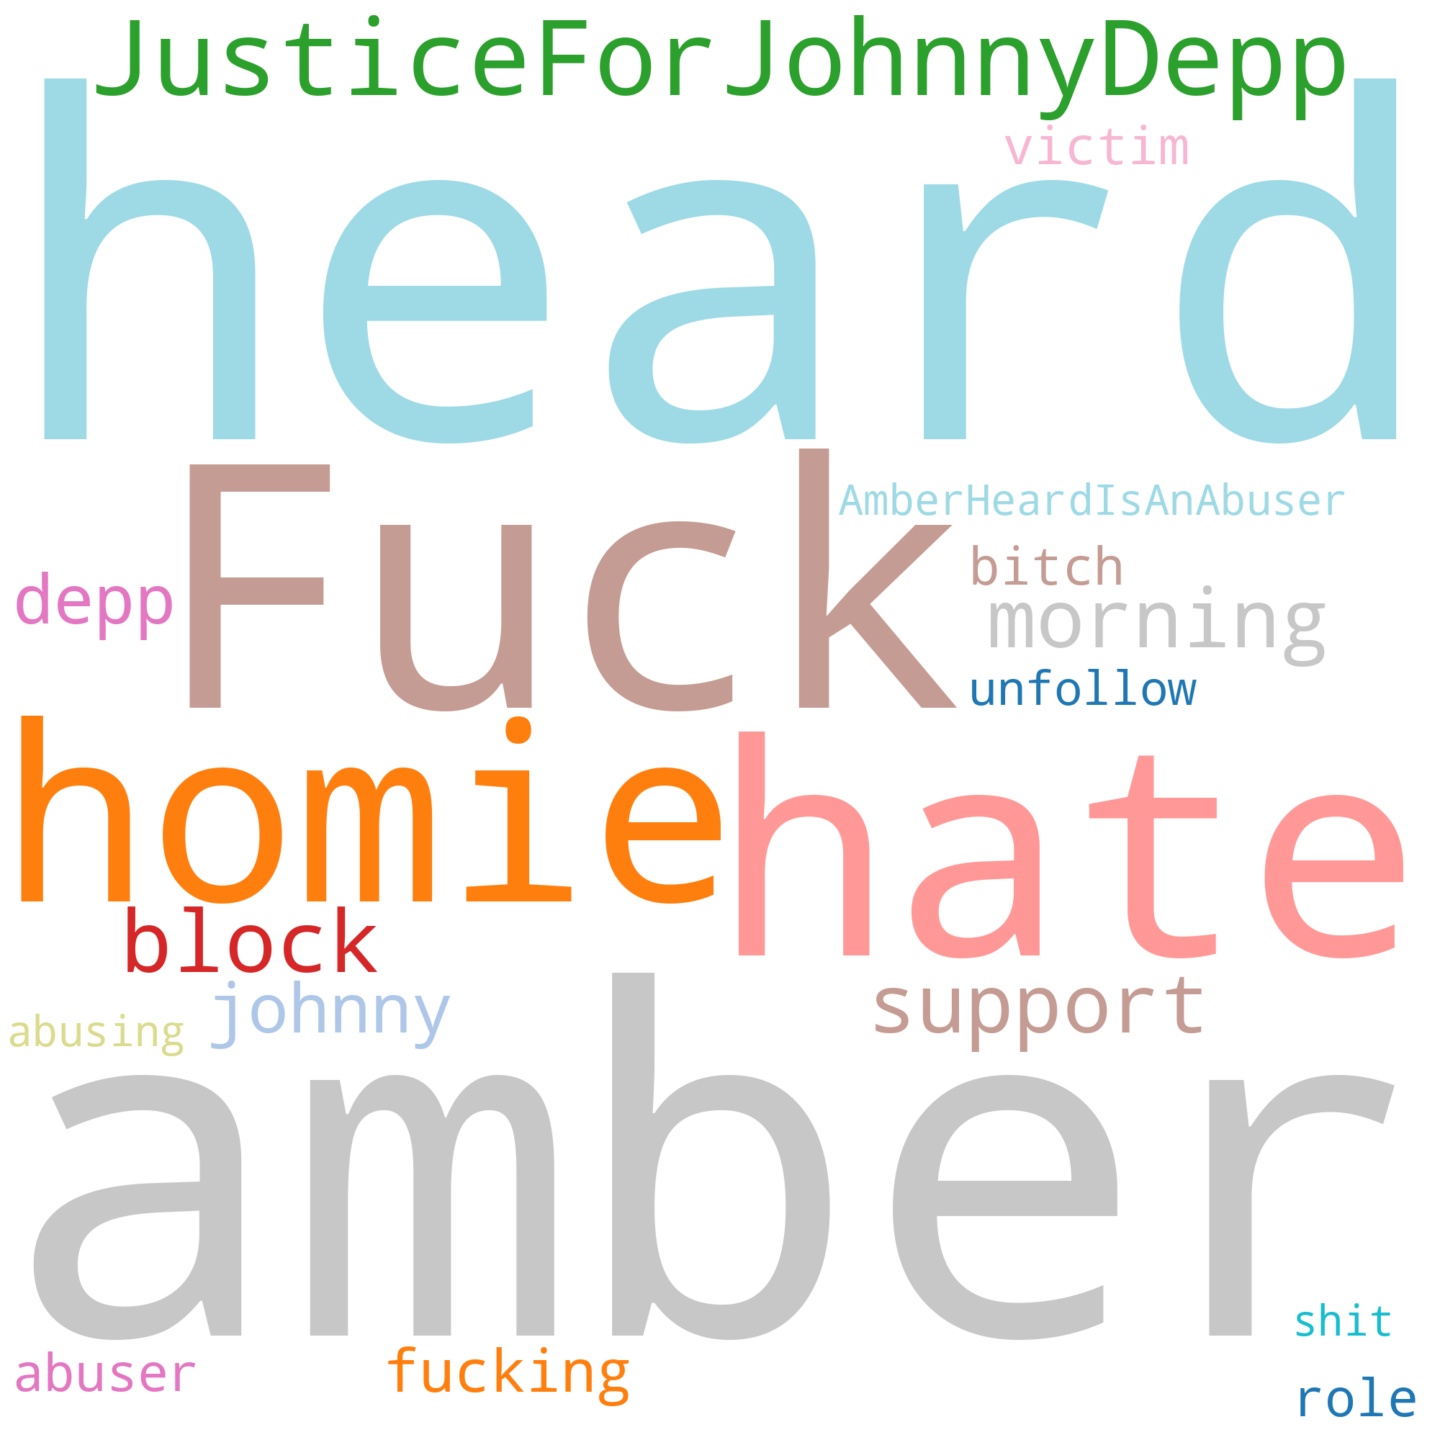 JusticeForJohnnyDepp
victim
heard
Fuck
AmberHeardIsAnAbuser
bitch
depp
morning
unfollow
homie
hate
block
support
johnny
abusing
amber
shit
abuser
fucking
role